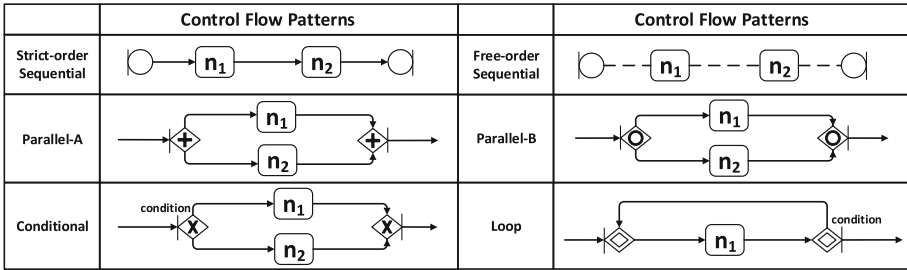 Control Flow Patterns
Control Flow Patterns
Strict-order
Sequential
n1
n2
Free-order
Sequential
n1
n2
Parallel-A
n1
n2
Parallel-B
n1
n2
Conditional
condition
X
X
n1
n2
Loop
condition
n1